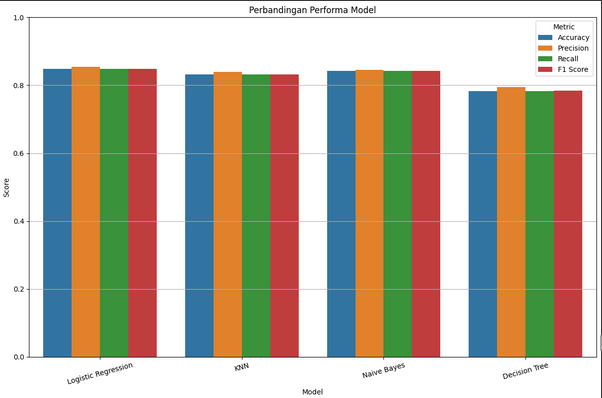 Perbandingan Performa Model
Metric
Accuracy
Precision
Recall
F1 Score
Score
1.0
0.8
0.6
0.4
0.2
0.0
Logistic Regression
KNN
Naive Bayes
Decision Tree
Model